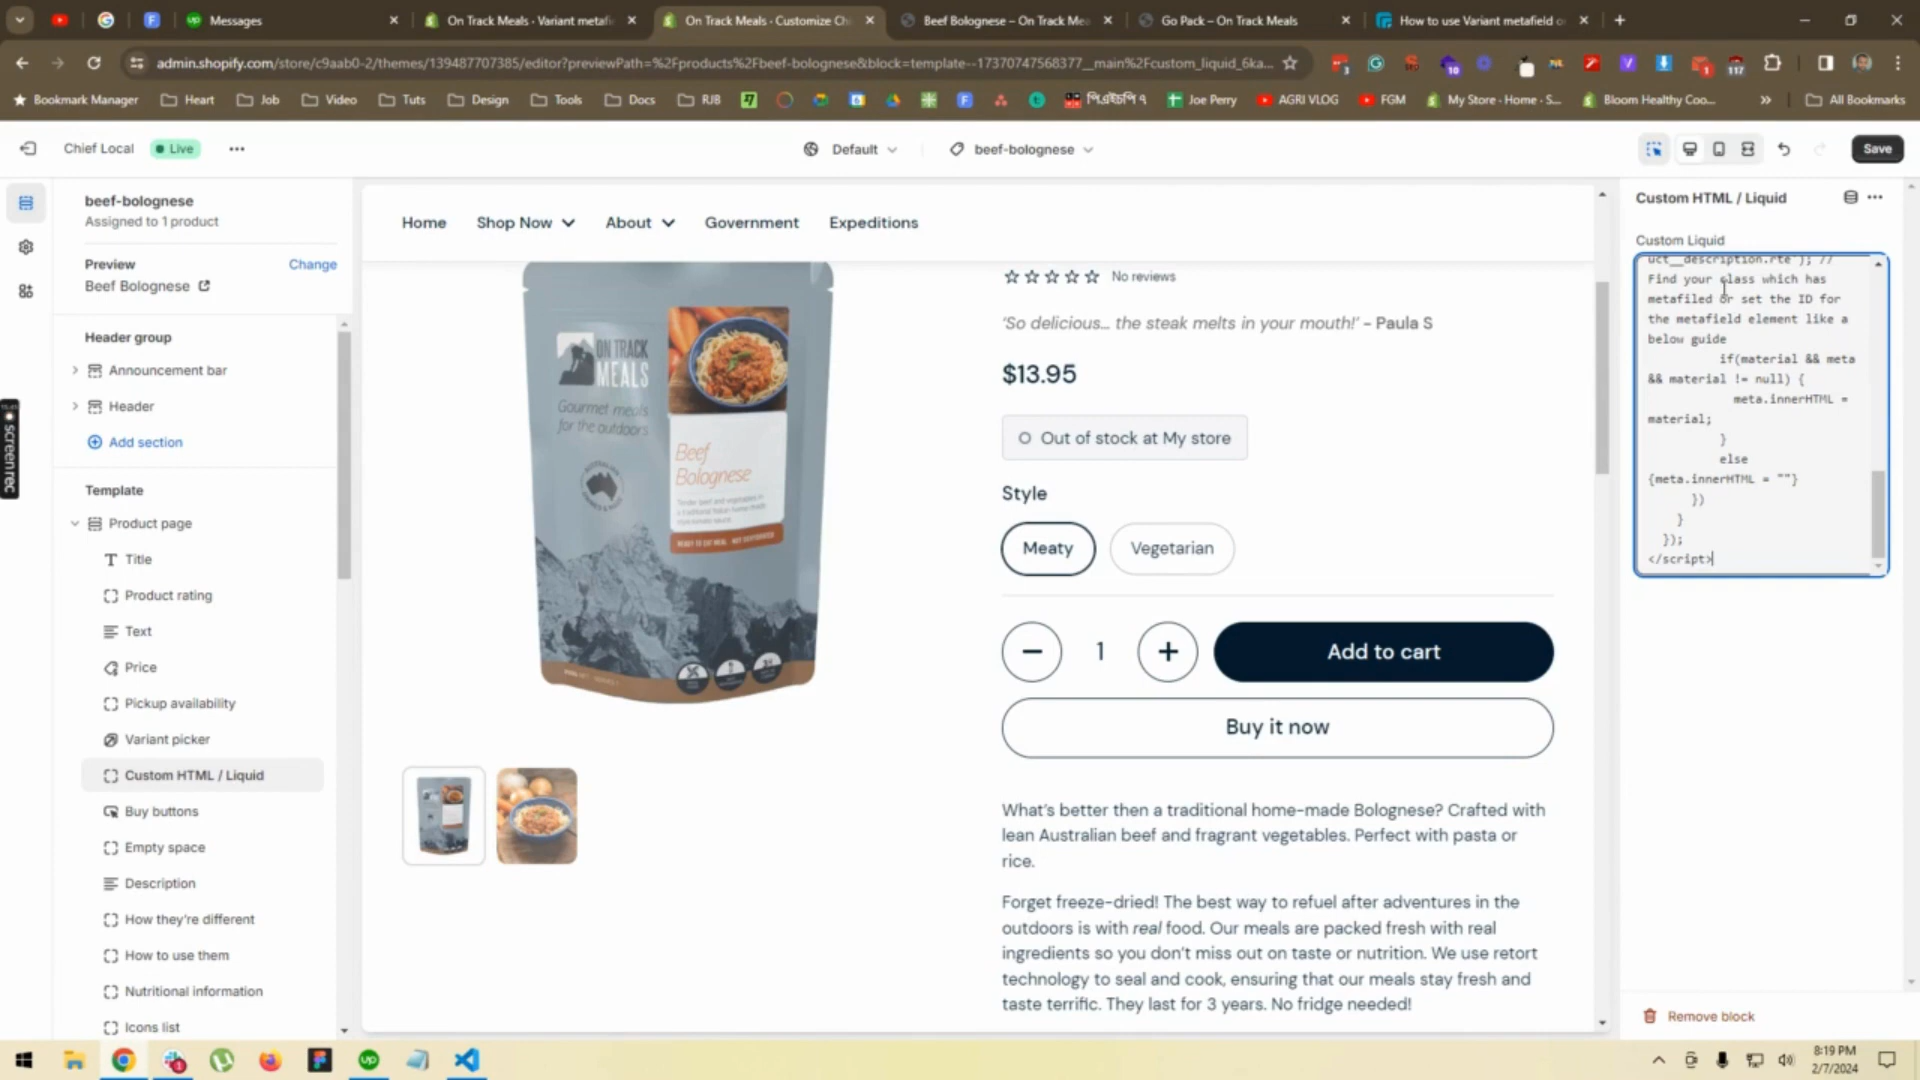 Messages
On Track Meals - Variant metafi
On Track Meals - Customize Ch
Beef Bolognese – On Track Me
Go Pack – On Track Meals
How to use Variant metafield o
admin.shopify.com/store/c9aab0-2/themes/139487707385/editor?previewPath=%2Fproducts%2Fbeef-bolognese&block=template--17370747568377__main%2Fcustom_liquid_6ka...
3
10
1
117
Bookmark Manager
Heart
Job
Video
Tuts
Design
Tools
Docs
RJB
Joe Perry
AGRI VLOG
FGM
My Store - Home - S...
Bloom Healthy Coo...
All Bookmarks
Chief Local
Live
Default
beef-bolognese
Save
beef-bolognese
Assigned to 1 product
Preview
Change
Beef Bolognese
Header group
Announcement bar
Header
Add section
Template
Product page
Title
Product rating
Text
Price
Pickup availability
Variant picker
Custom HTML / Liquid
Buy buttons
Empty space
Description
How they're different
How to use them
Nutritional information
Icons list
screenrec
Home
Shop Now
About
Government
Expeditions
ON TRACK
MEALS
Gourmet meals
for the outdoors
Beef
Bolognese
READY TO EAT MEAL - NOT DEHYDRATED
No reviews
'So delicious... the steak melts in your mouth!' - Paula S
$13.95
Out of stock at My store
Style
Meaty
Vegetarian
1
Add to cart
Buy it now
What's better then a traditional home-made Bolognese? Crafted with
lean Australian beef and fragrant vegetables. Perfect with pasta or
rice.
Forget freeze-dried! The best way to refuel after adventures in the
outdoors is with real food. Our meals are packed fresh with real
ingredients so you don't miss out on taste or nutrition. We use retort
technology to seal and cook, ensuring that our meals stay fresh and
taste terrific. They last for 3 years. No fridge needed!
Custom HTML / Liquid
Custom Liquid
uct__description.rte'); //
Find your class which has
metafiled or set the ID for
the metafield element like a
below guide
if(material && meta
&& material != null) {
meta.innerHTML =
material;
}
else
{meta.innerHTML = ""}
})
}
});
</script>
Remove block
8:19 PM
2/7/2024